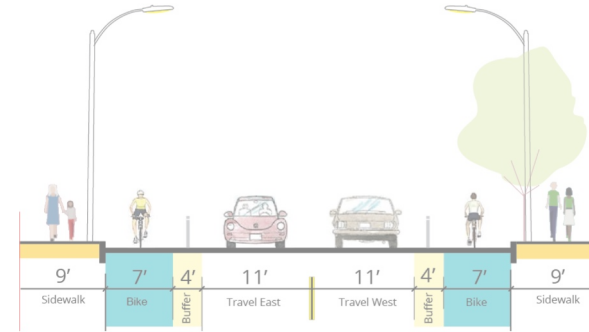 9’ 7’ 4’ 11’ 11’ 4’ 7’ 9’
Sidewalk Bike Buffer Travel East Travel West Buffer Bike Sidewalk